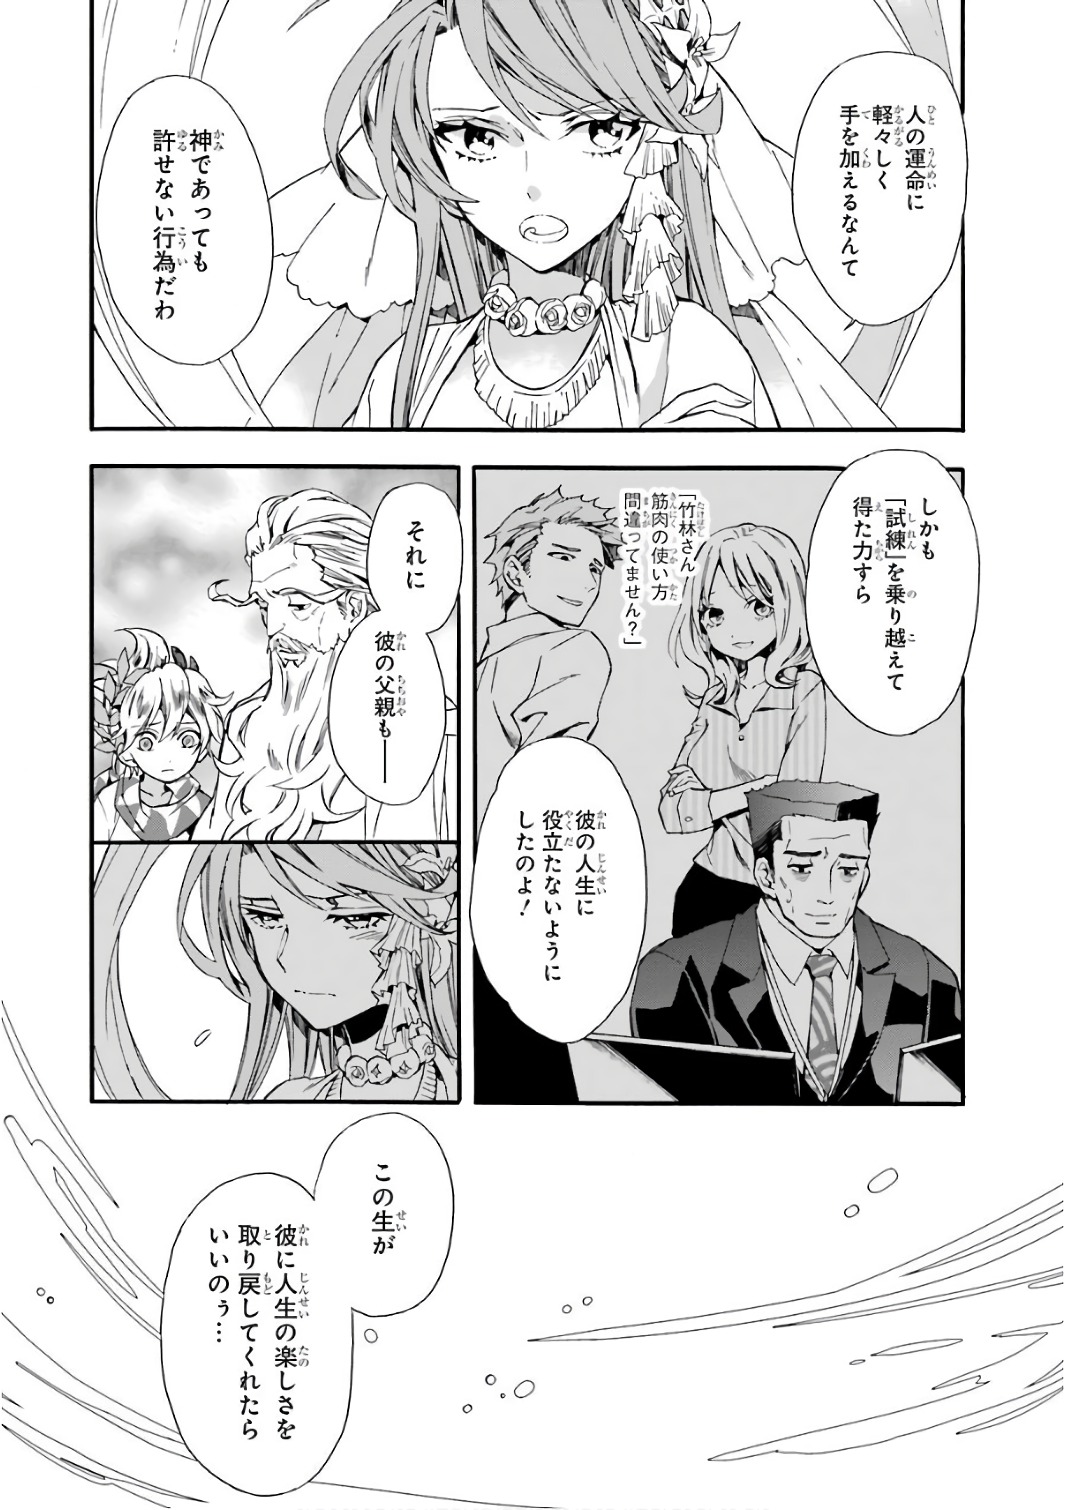 人の運命に
軽々しく
手を加えるなんて
神であっても
許せない行為だわ
しかも
「試練」を乗り越えて
得た力すら
「竹林さん
筋肉の使い方
間違ってません？」
彼の人生に
役立たないように
したのよ！
それに
彼の父親も──
この生が
彼に人生の楽しさを
取り戻してくれたら
いいのぅ…